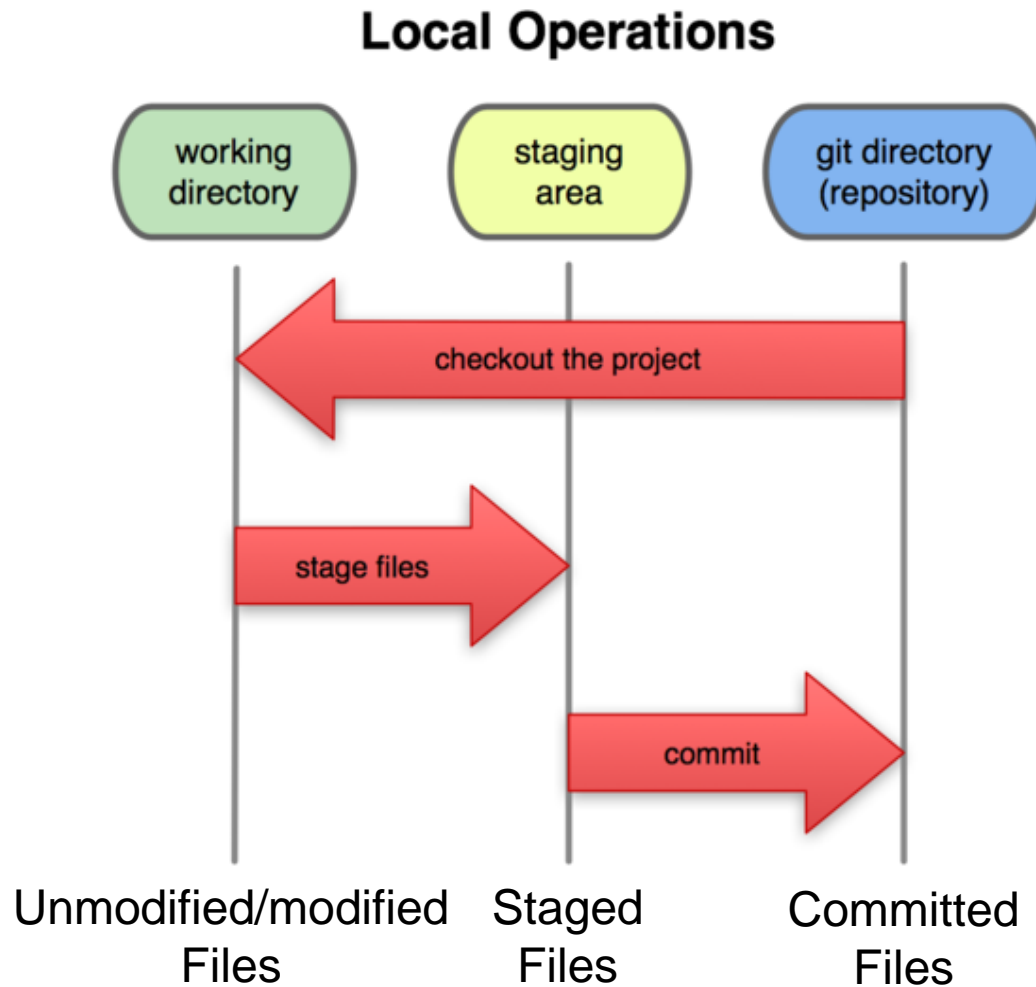 Local Operations
working
directory
staging
area
git directory
(repository)
checkout the project
stage files
commit
Unmodified/modified
Files
Staged
Files
Committed
Files